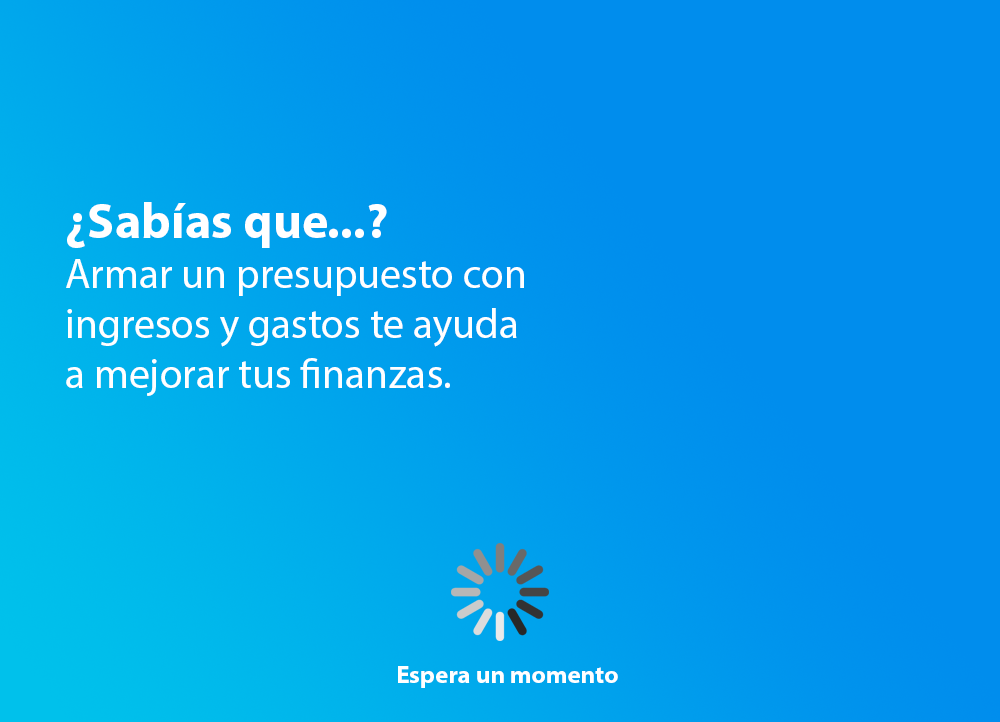 ¿Sabías que...?
Armar un presupuesto con
ingresos y gastos te ayuda
a mejorar tus finanzas.
Espera un momento